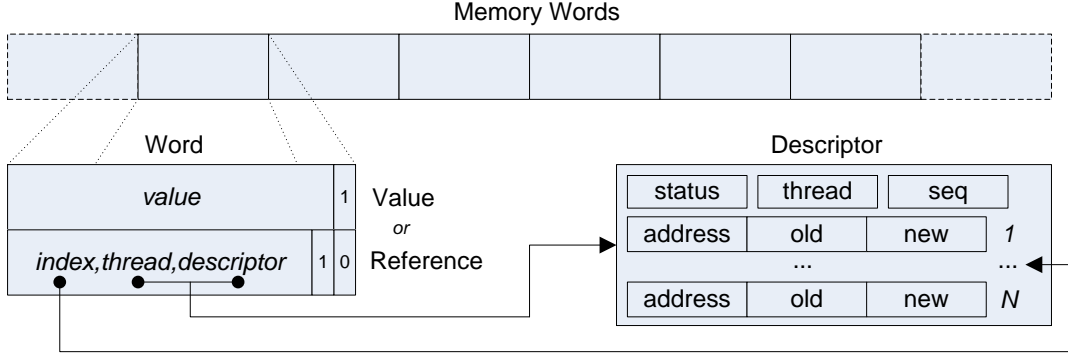 Memory Words
Word
value 1
Value
or
index,thread,descriptor 1 0
Reference
Descriptor
status thread seq
address old new 1
... ...
address old new N